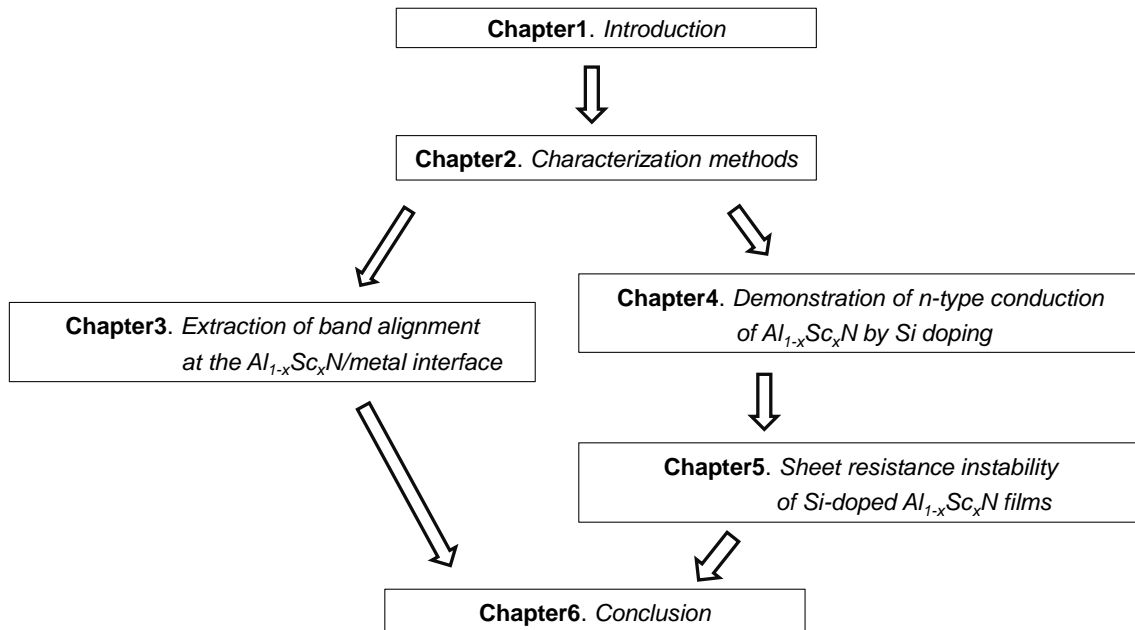 Chapter1. Introduction
Chapter2. Characterization methods
Chapter3. Extraction of band alignment
at the Al₁₋ₓScₓN/metal interface
Chapter4. Demonstration of n-type conduction
of Al₁₋ₓScₓN by Si doping
Chapter5. Sheet resistance instability
of Si-doped Al₁₋ₓScₓN films
Chapter6. Conclusion